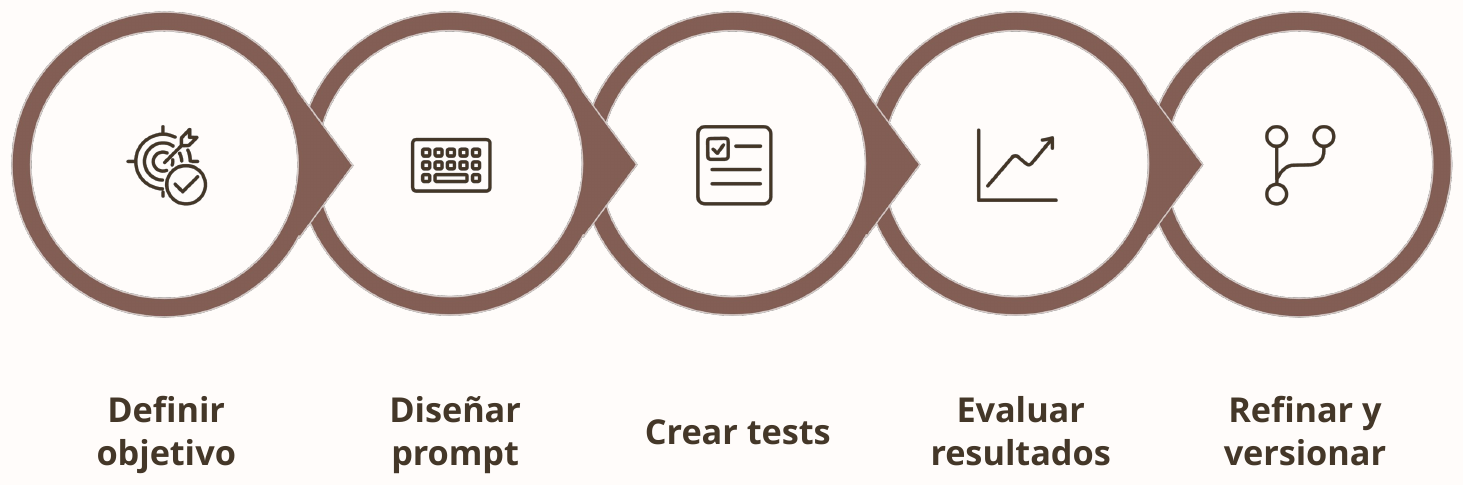 Definir
objetivo
Diseñar
prompt
Crear tests
Evaluar
resultados
Refinar y
versionar